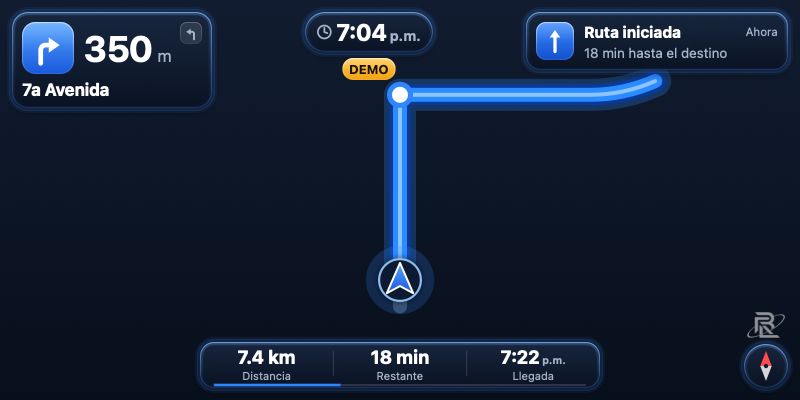 350 m
7a Avenida
7:04 p.m.
DEMO
Ruta iniciada
Ahora
18 min hasta el destino
7.4 km
Distancia
18 min
Restante
7:22 p.m.
Llegada